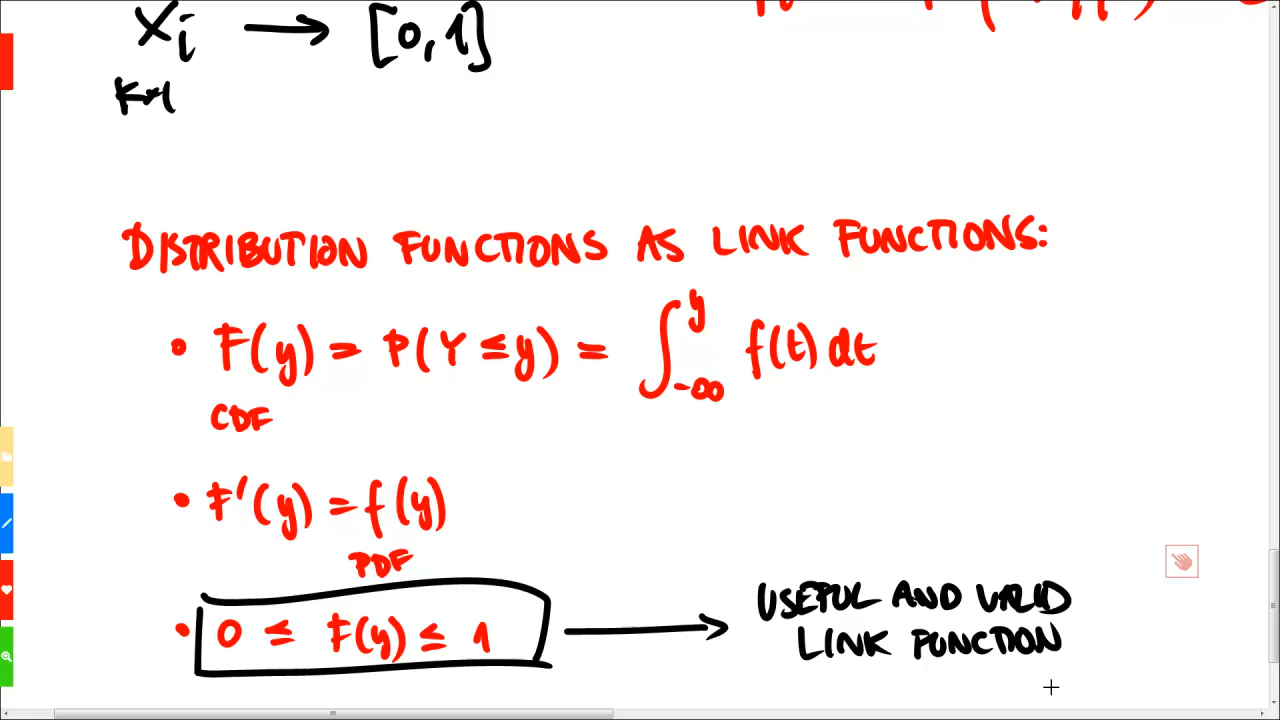 Xi → [0,1]
K×1
DISTRIBUTION FUNCTIONS AS LINK FUNCTIONS:
• F(y) = P(Y ≤ y) = ∫_{-∞}^{y} f(t) dt
CDF
• F'(y) = f(y)
PDF
• 0 ≤ F(y) ≤ 1 → USEFUL AND VALID
LINK FUNCTION